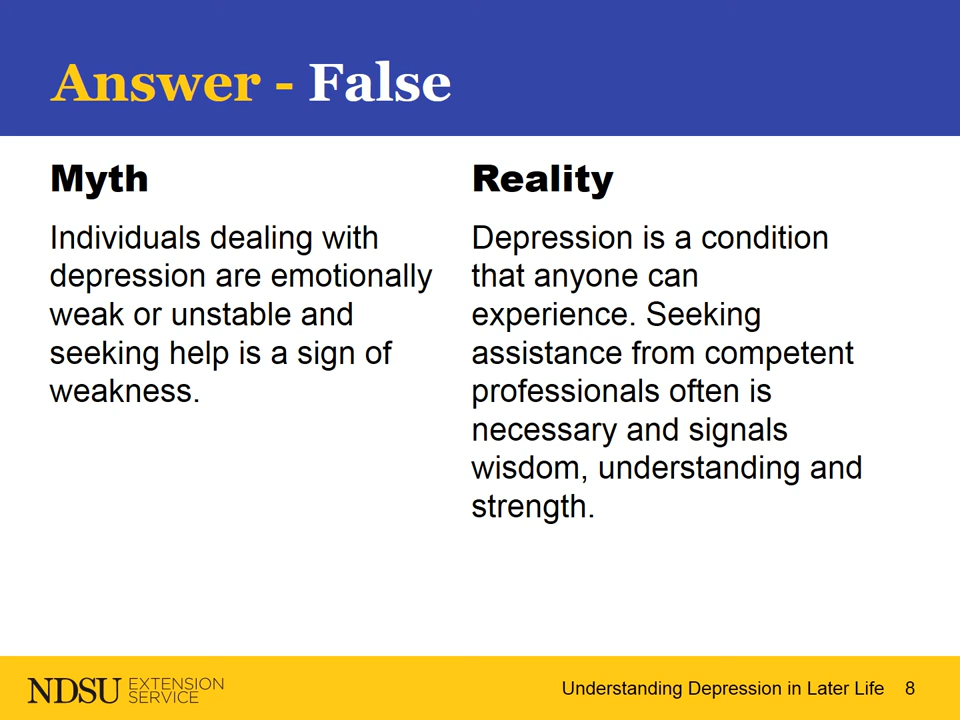 Answer - False
Myth
Individuals dealing with
depression are emotionally
weak or unstable and
seeking help is a sign of
weakness.
Reality
Depression is a condition
that anyone can
experience. Seeking
assistance from competent
professionals often is
necessary and signals
wisdom, understanding and
strength.
NDSU EXTENSION
SERVICE
Understanding Depression in Later Life 8